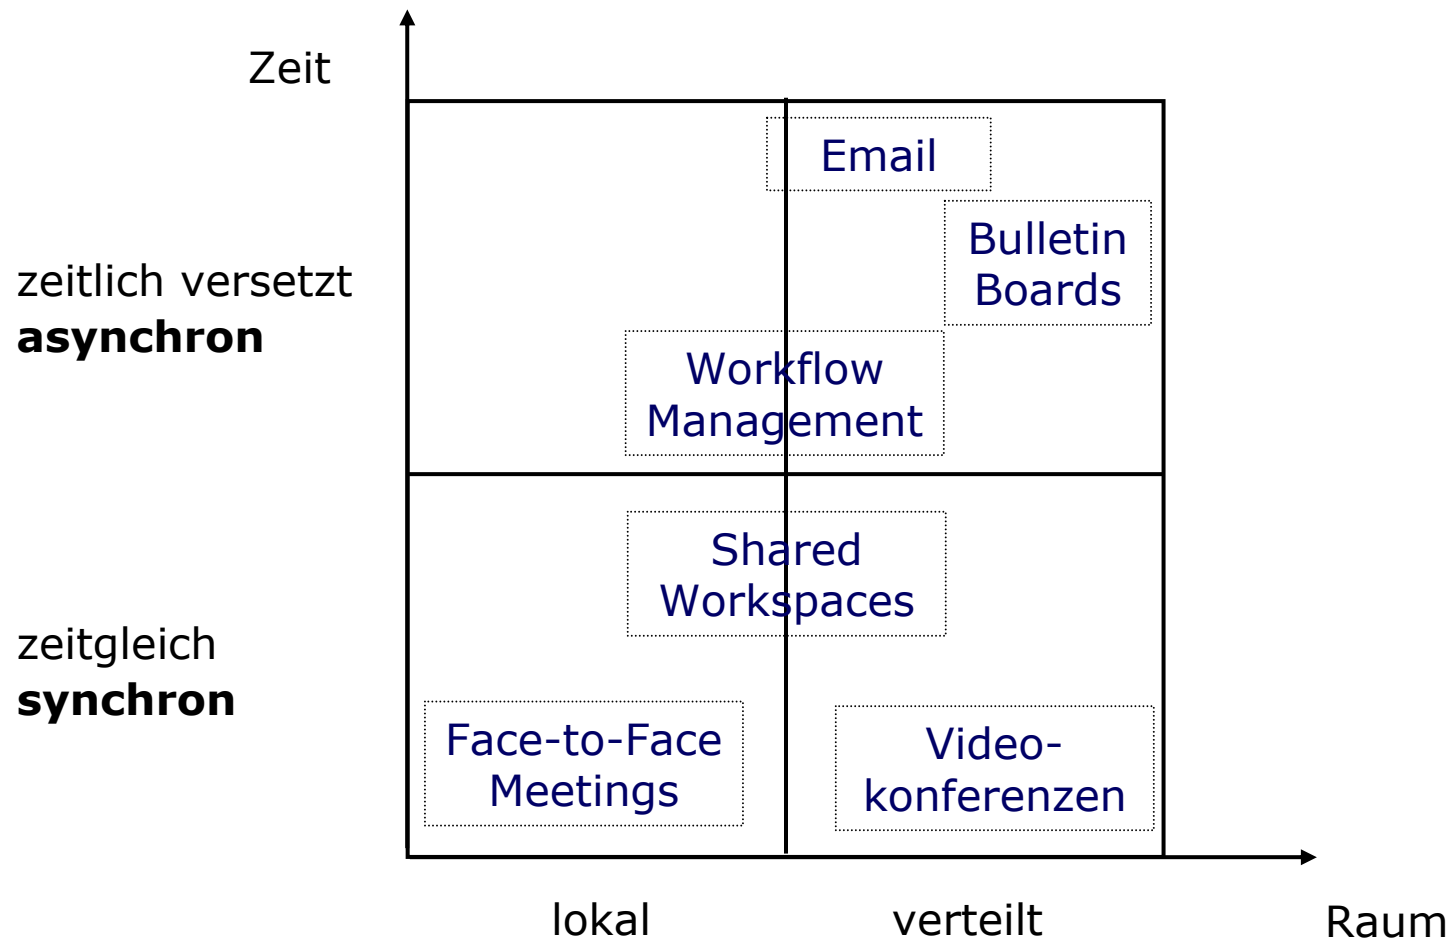 Zeit
Email
Bulletin
Boards
zeitlich versetzt
asynchron
Workflow
Management
Shared
Workspaces
zeitgleich
synchron
Face-to-Face
Meetings
Video-
konferenzen
lokal
verteilt
Raum